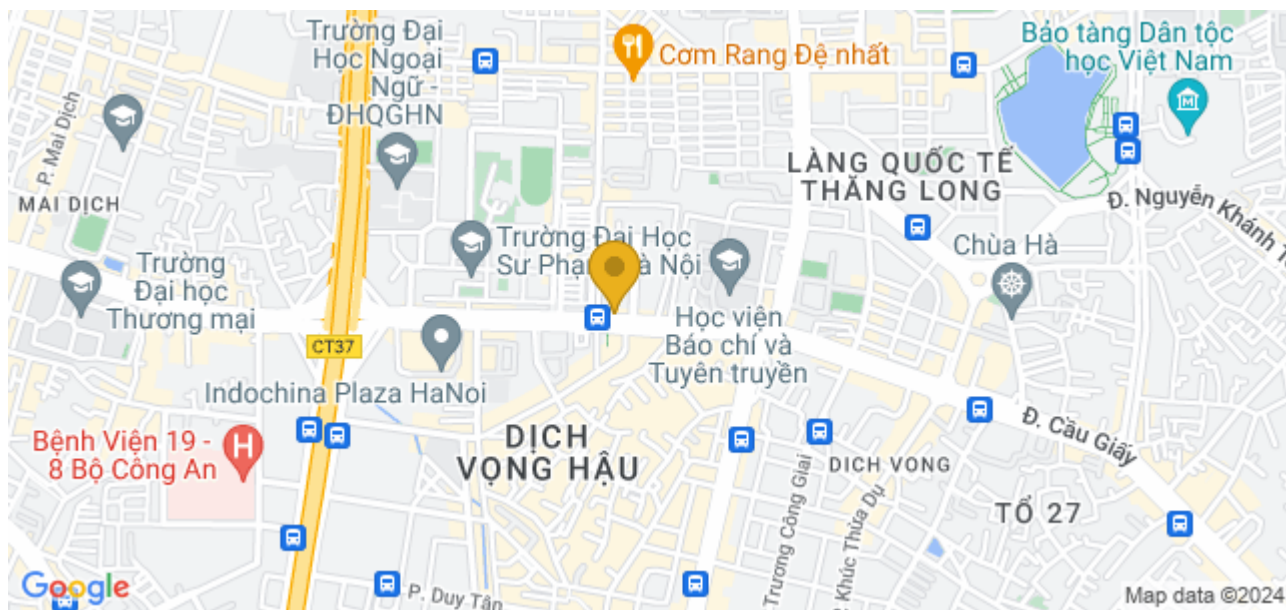 Trường Đại
Học Ngoại
Ngữ -
ĐHQGHN
Cơm Rang Đệ nhất
Bảo tàng Dân tộc
học Việt Nam
P. Mai Dịch
MAI DỊCH
LÀNG QUỐC TẾ
THĂNG LONG
Đ. Nguyễn Khánh
Trường Đại Học
Sư Phạm Hà Nội
Chùa Hà
Trường
Đại học
Thương mại
CT37
Học viện
Báo chí và
Tuyên truyền
Indochina Plaza HaNoi
Bệnh Viện 19 -
8 Bộ Công An
DỊCH
VỌNG HẬU
Đ. Cầu Giấy
DICH VONG
TỔ 27
Trương Công Giai
P. Khúc Thừa Dụ
P. Duy Tân
Google
Map data ©2024